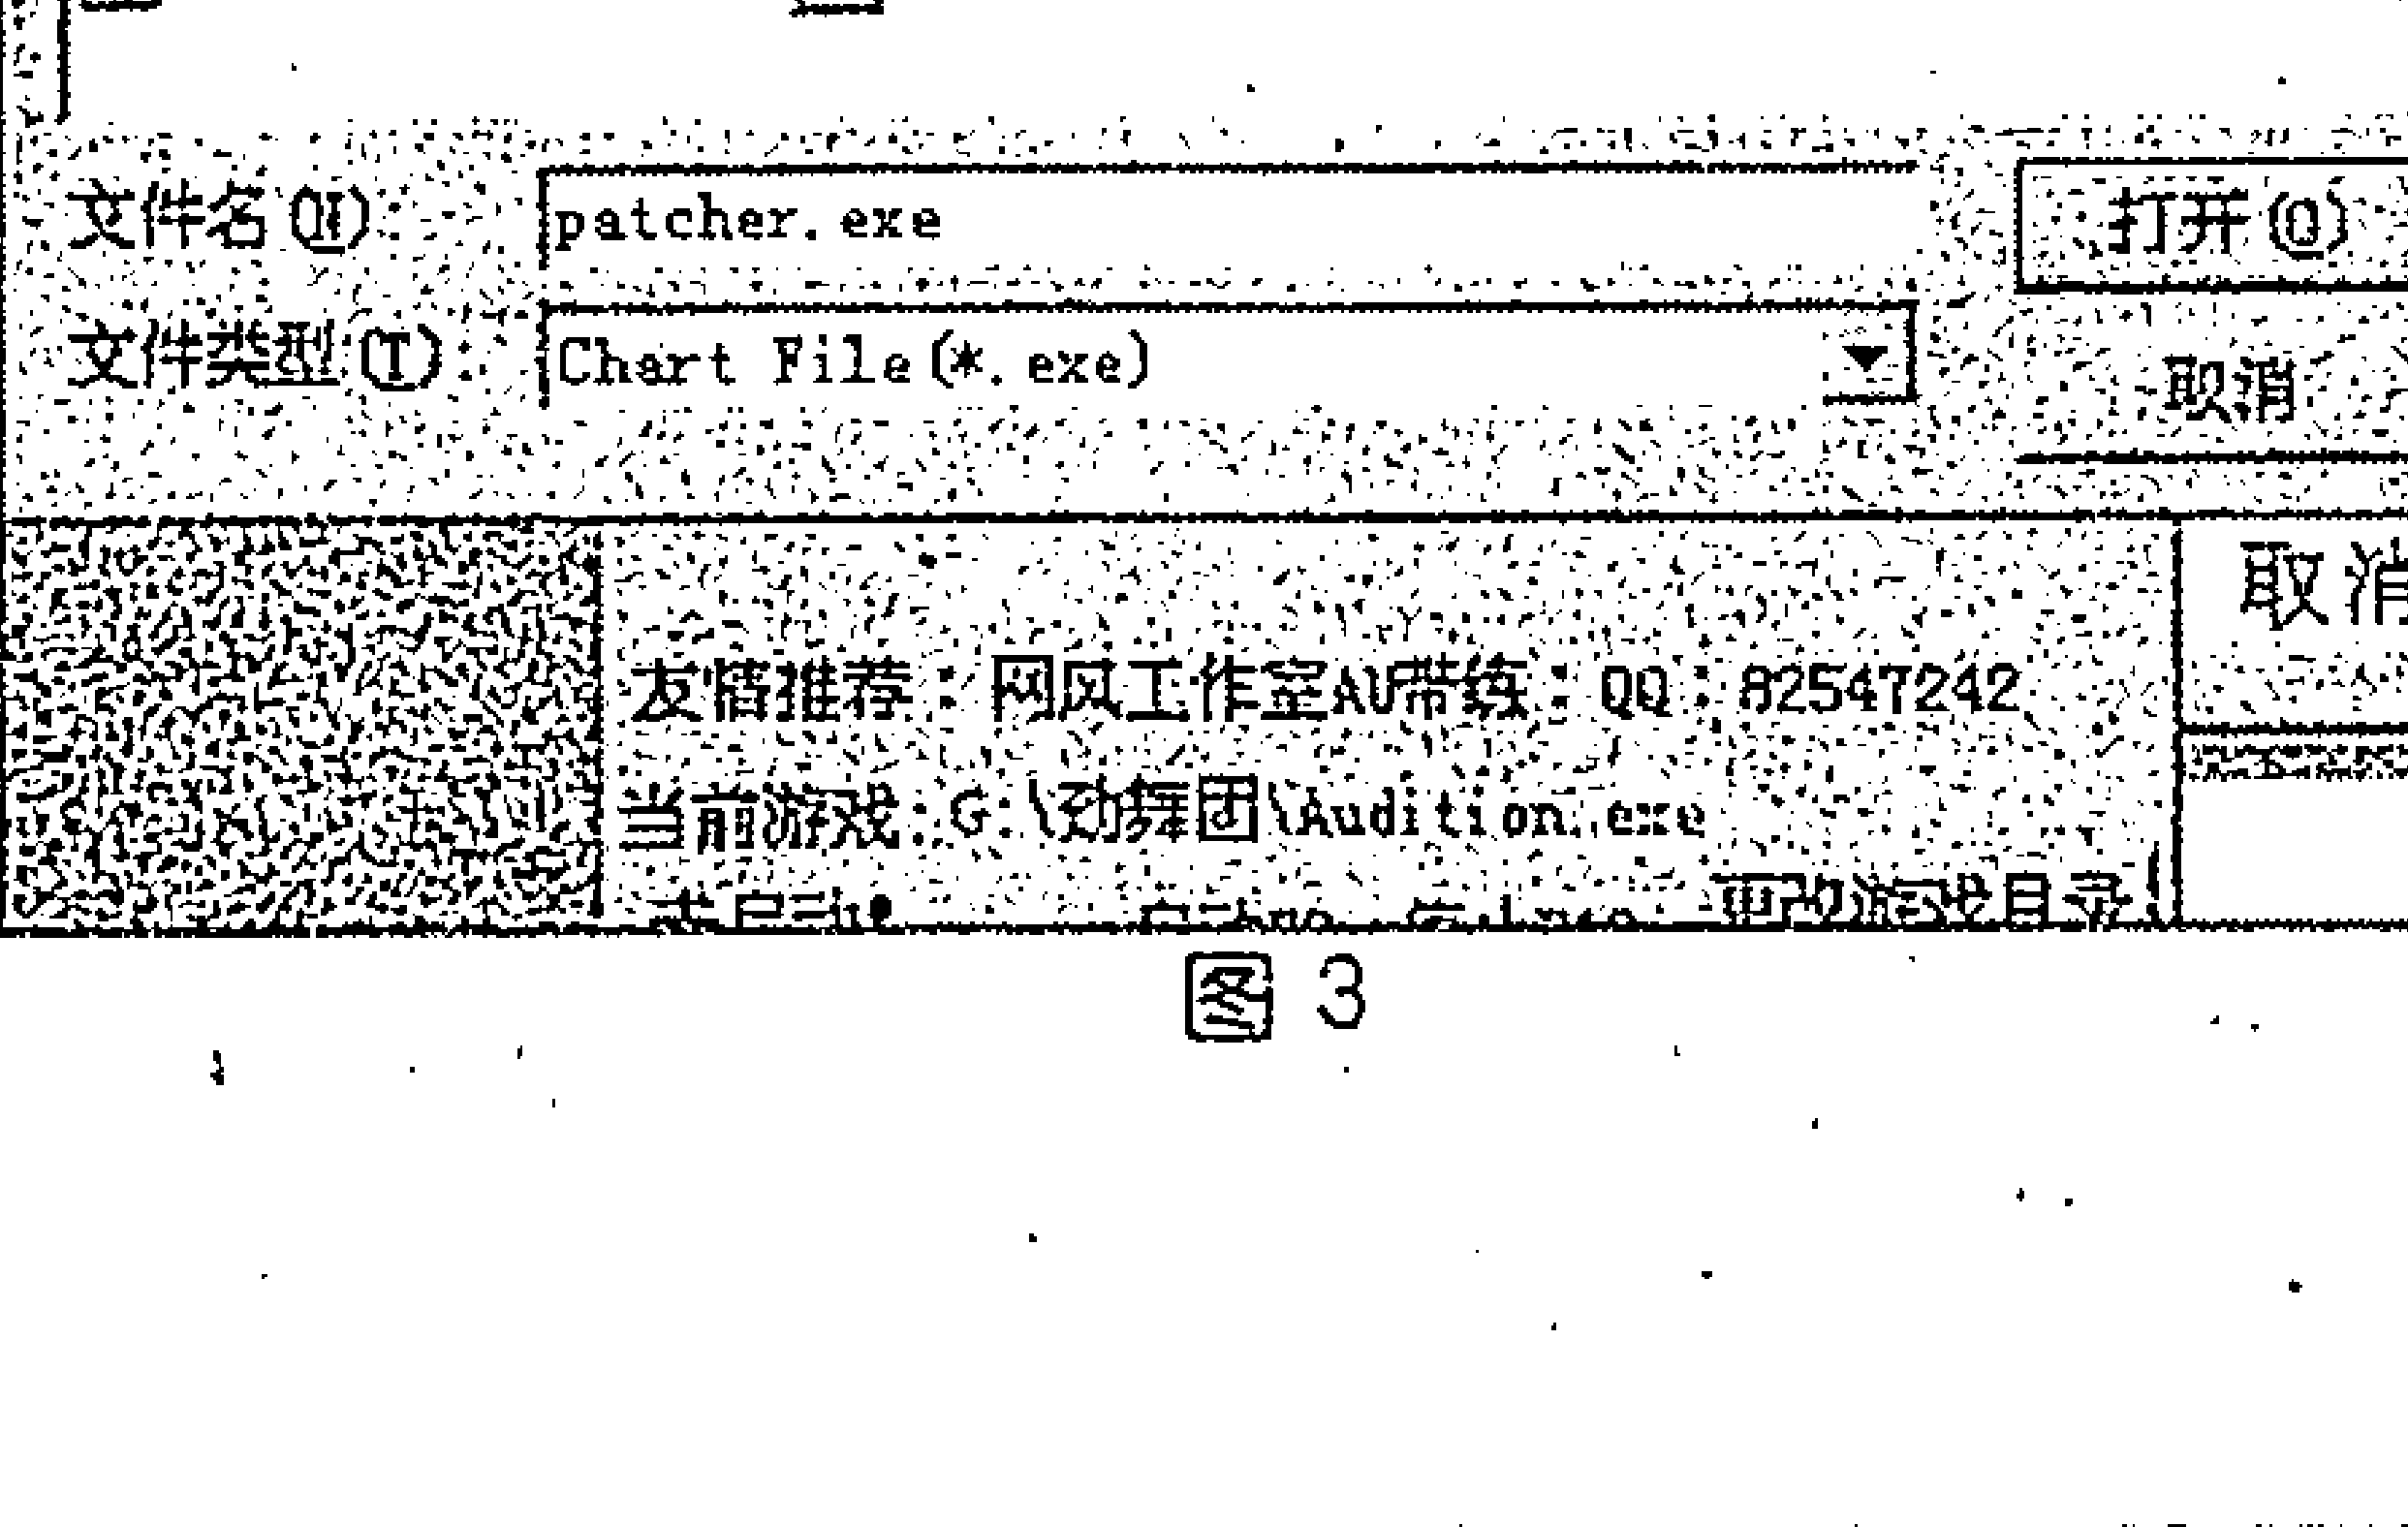 文件名(N): patcher.exe 打开(O)
文件类型(T): Chart File(*.exe) 取消
取消
友情推荐: 网风工作室AU带练: QQ: 82547242
当前游戏: G:\劲舞团\Audition.exe
更改游戏目录
图 3